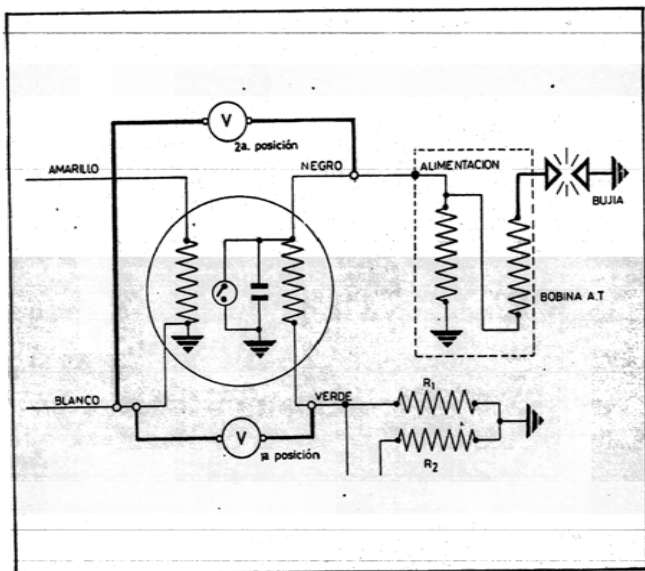 V
2a. posición
AMARILLO
NEGRO
ALIMENTACION
BUJIA
BOBINA A.T
BLANCO
VERDE
R1
V
1a posición
R2